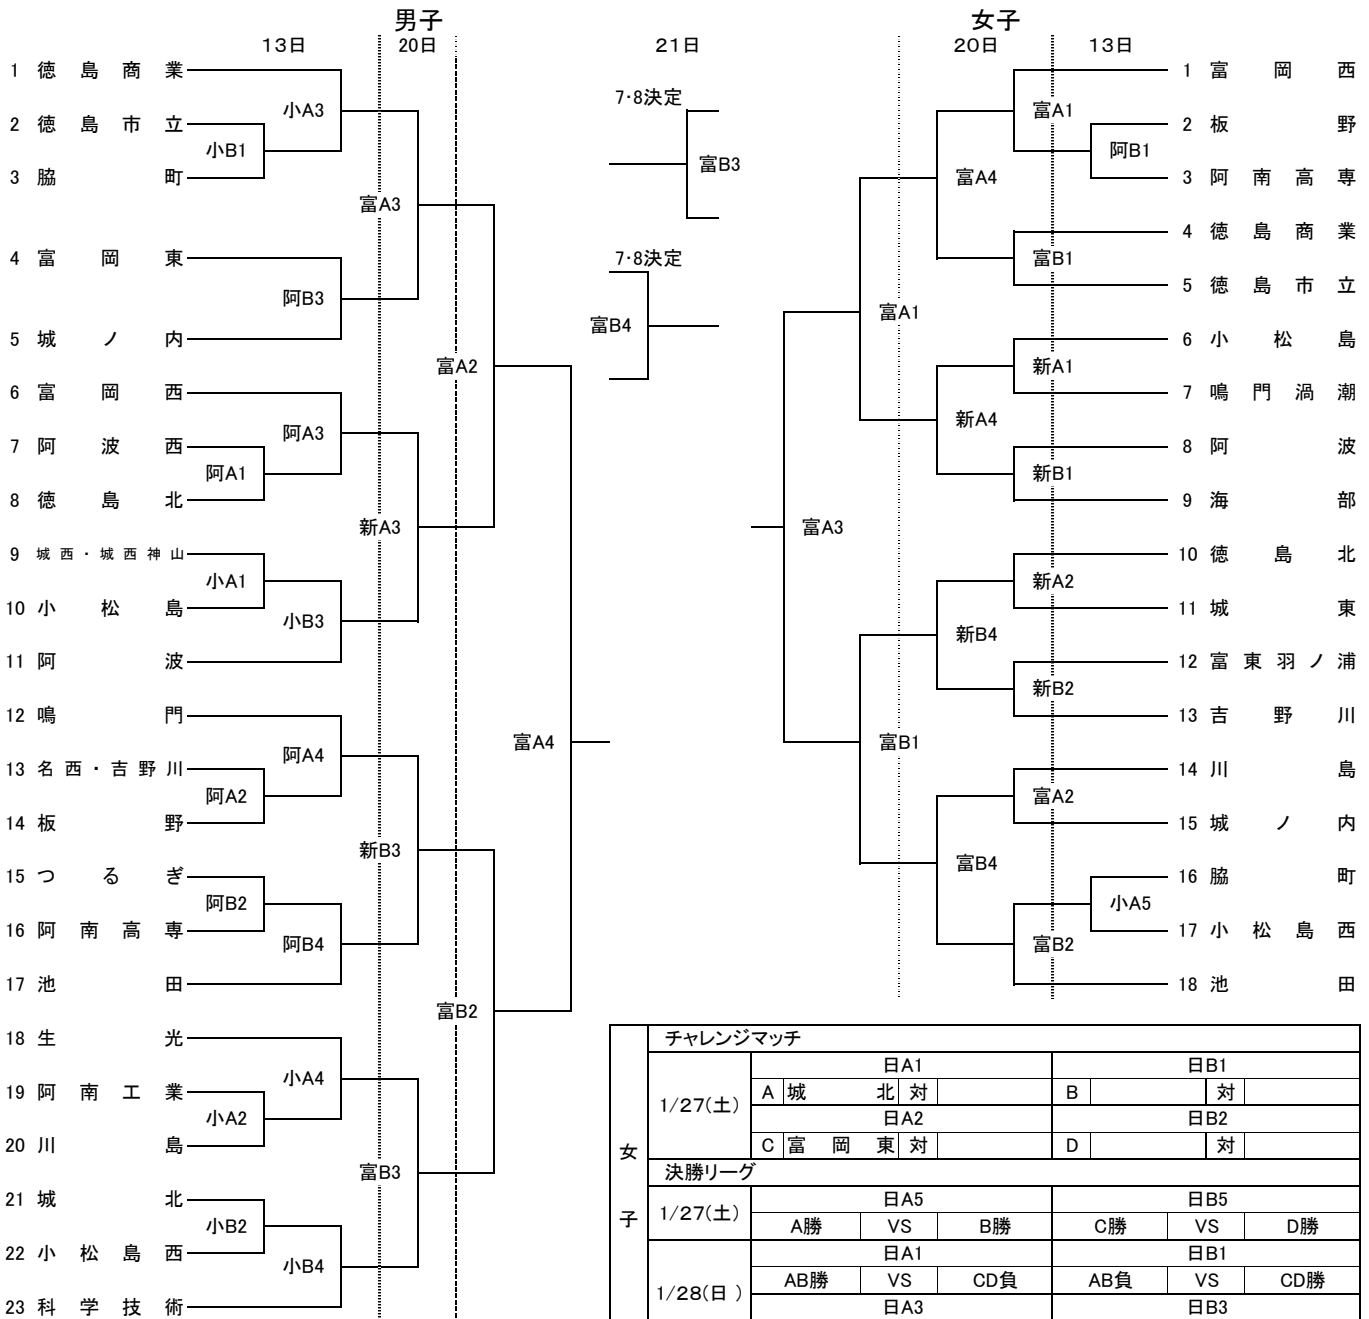 男子
女子
13日
20日
21日
20日
13日
1 徳島商業
2 徳島市立
3 脇町
4 富岡東
5 城ノ内
6 富岡西
7 阿波西
8 徳島北
9 城西・城西神山
10 小松島
11 阿波
12 鳴門
13 名西・吉野川
14 板野
15 つるぎ
16 阿南高専
17 池田
18 生光
19 阿南工業
20 川島
21 城北
22 小松島西
23 科学技術
小B1
阿A1
小A1
阿A2
阿B2
小A2
小B2
小A3
阿B3
阿A3
小B3
阿A4
阿B4
小A4
小B4
富A3
新A3
新B3
富B3
富A2
富B2
富A4
7・8決定
富B3
7・8決定
富B4
富A3
富A1
富B1
富A4
新A4
新B4
富B4
富A1
富B1
新A1
新B1
新A2
新B2
富A2
富B2
阿B1
小A5
1 富岡西
2 板野
3 阿南高専
4 徳島商業
5 徳島市立
6 小松島
7 鳴門渦潮
8 阿波
9 海部
10 徳島北
11 城東
12 富東羽ノ浦
13 吉野川
14 川島
15 城ノ内
16 脇町
17 小松島西
18 池田
女子
チャレンジマッチ
1/27(土)
日A1 日B1
A 城北 対 B 対
日A2 日B2
C 富岡東 対 D 対
決勝リーグ
1/27(土)
日A5 日B5
A勝 VS B勝 C勝 VS D勝
1/28(日 )
日A1 日B1
AB勝 VS CD負 AB負 VS CD勝
日A3 日B3